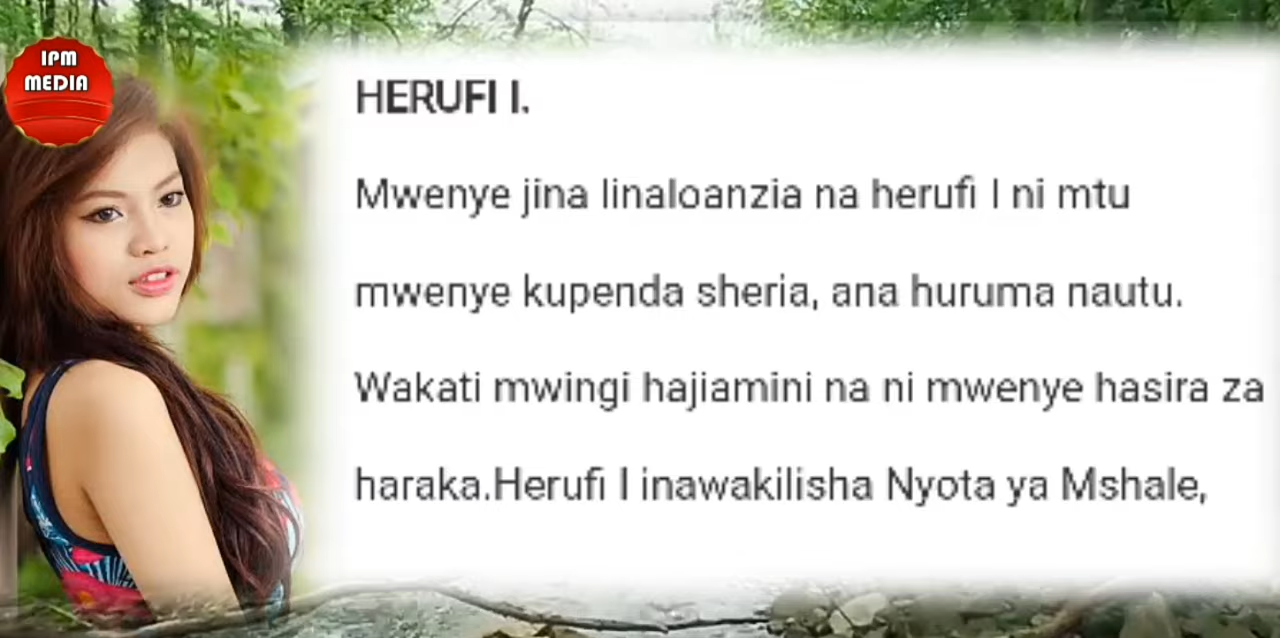 IPM
MEDIA
HERUFI I.
Mwenye jina linaloanzia na herufi I ni mtu
mwenye kupenda sheria, ana huruma nautu.
Wakati mwingi hajiamini na ni mwenye hasira za
haraka.Herufi I inawakilisha Nyota ya Mshale,